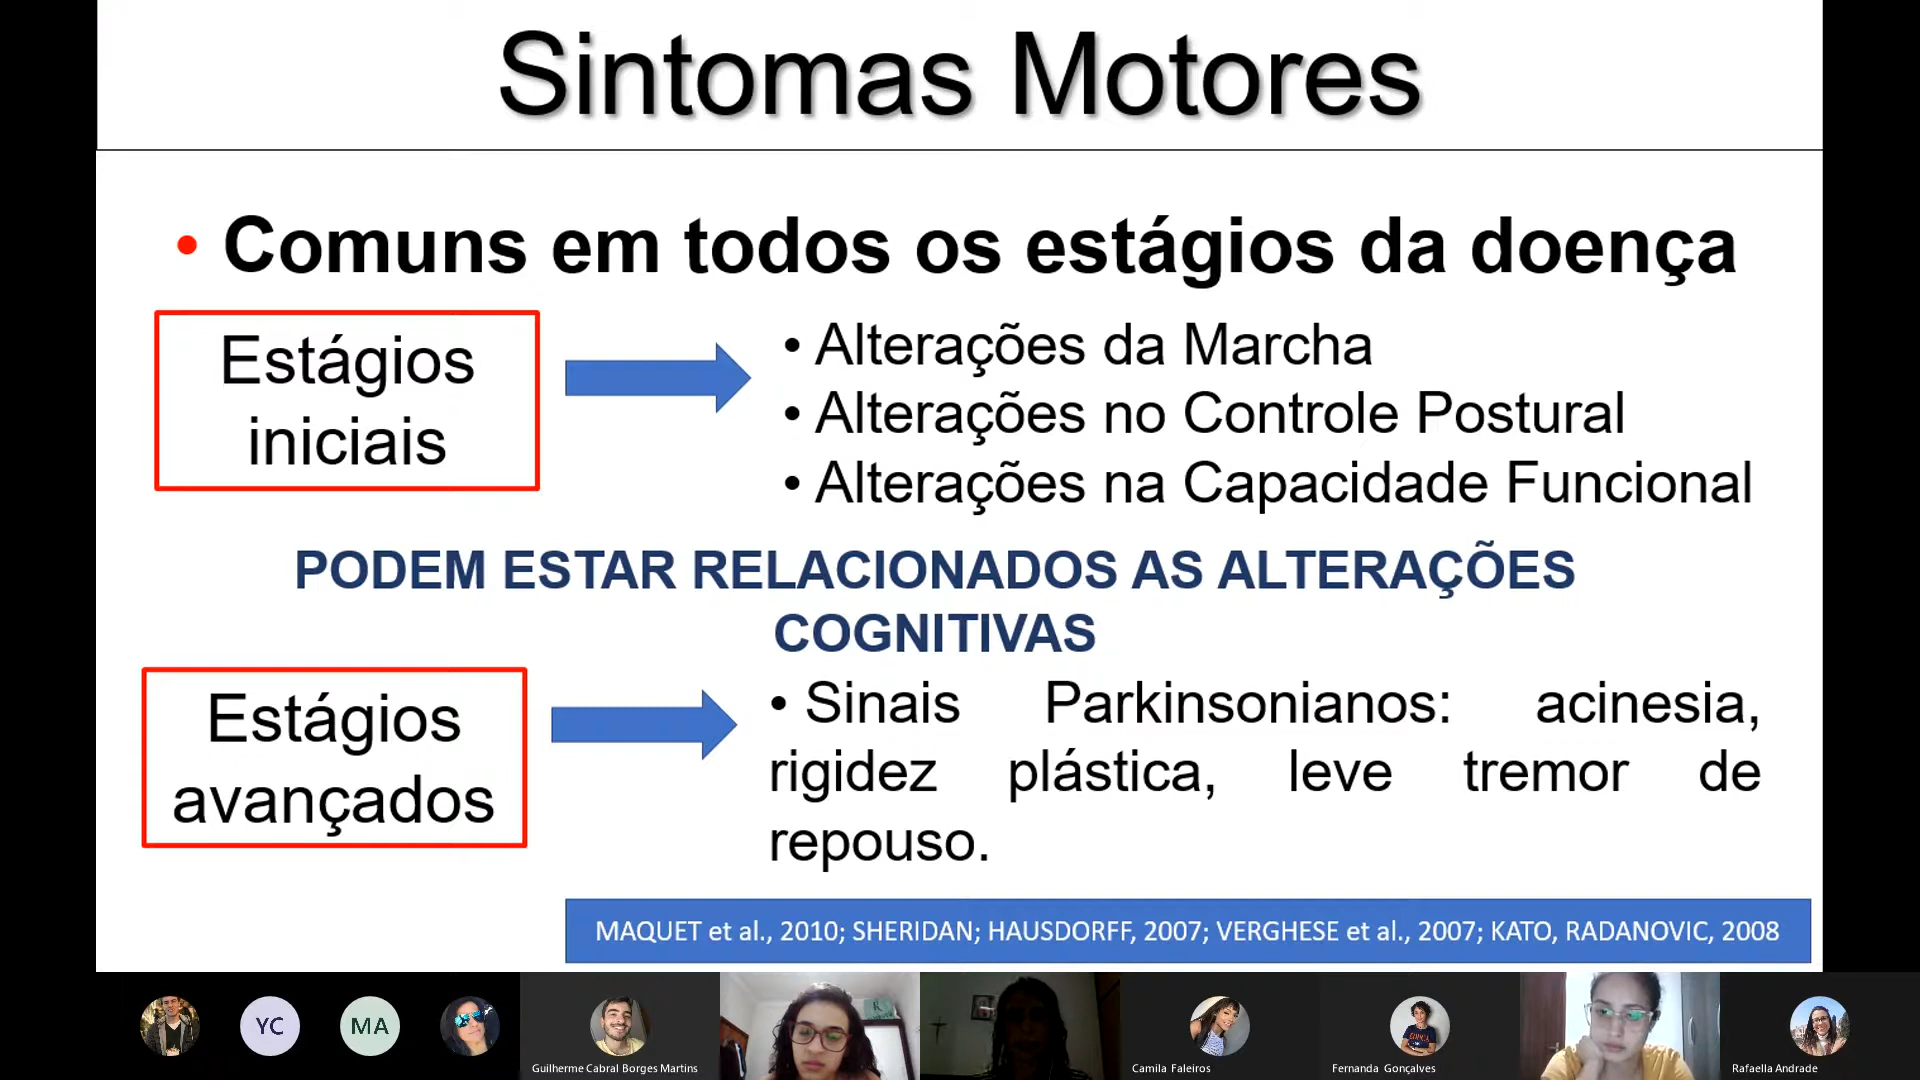 Sintomas Motores
• Comuns em todos os estágios da doença
Estágios
iniciais
• Alterações da Marcha
• Alterações no Controle Postural
• Alterações na Capacidade Funcional
PODEM ESTAR RELACIONADOS AS ALTERAÇÕES
COGNITIVAS
Estágios
avançados
• Sinais Parkinsonianos: acinesia,
rigidez plástica, leve tremor de
repouso.
MAQUET et al., 2010; SHERIDAN; HAUSDORFF, 2007; VERGHESE et al., 2007; KATO, RADANOVIC, 2008
YC
MA
Guilherme Cabral Borges Martins
Camila Faleiros
Fernanda Gonçalves
Rafaella Andrade